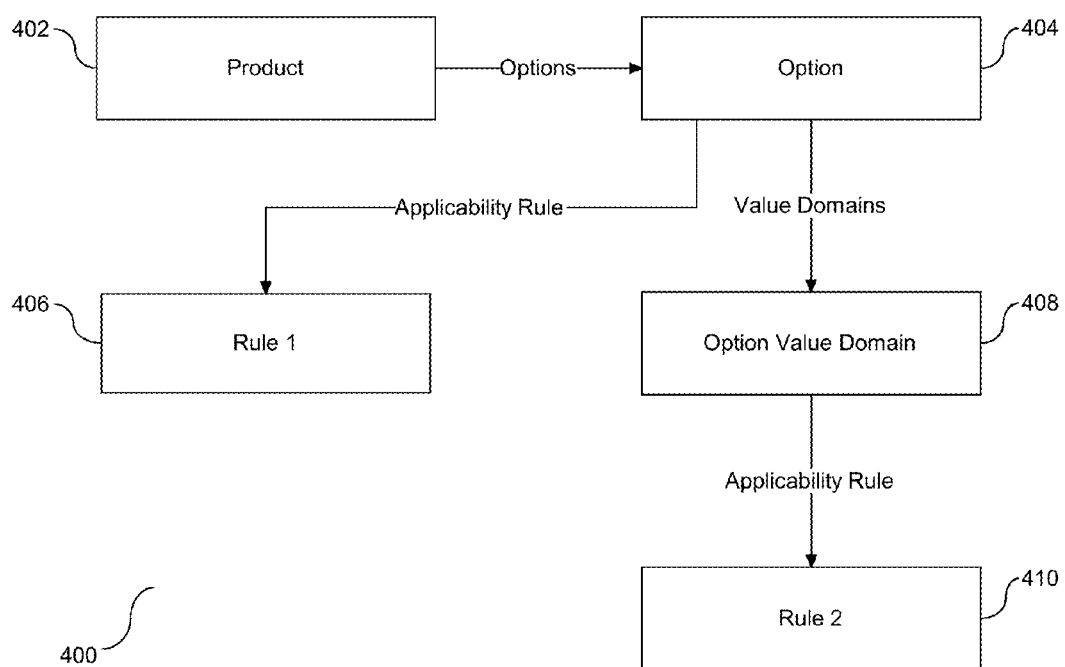 402
Product
Options
Option
404
Applicability Rule
Value Domains
406
Rule 1
Option Value Domain
408
Applicability Rule
400
Rule 2
410